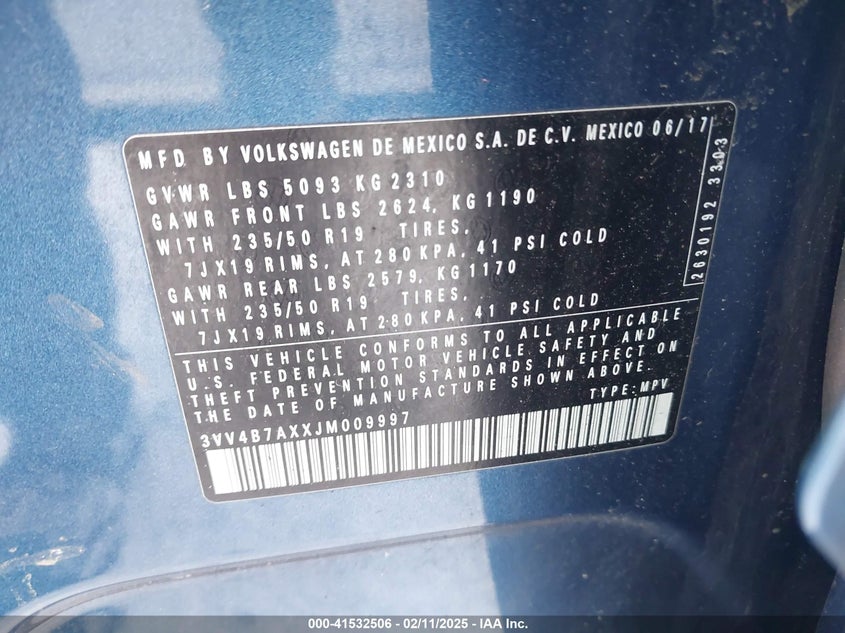 MFD. BY VOLKSWAGEN DE MEXICO S.A. DE C.V. MEXICO 06/17
GVWR LBS 5093 KG 2310
GAWR FRONT LBS 2624, KG 1190
WITH 235/50 R19 TIRES,
7JX19 RIMS, AT 280 KPA, 41 PSI COLD
GAWR REAR LBS 2579, KG 1170
WITH 235/50 R19 TIRES,
7JX19 RIMS, AT 280 KPA, 41 PSI COLD
THIS VEHICLE CONFORMS TO ALL APPLICABLE
U.S. FEDERAL MOTOR VEHICLE SAFETY AND
THEFT PREVENTION STANDARDS IN EFFECT ON
THE DATE OF MANUFACTURE SHOWN ABOVE.
TYPE: MPV
3VV4B7AXXJM009997
2630192 3303
000-41532506 - 02/11/2025 - IAA Inc.